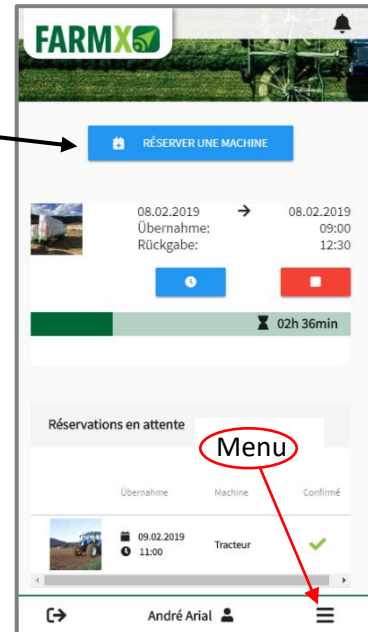 FARMX
RÉSERVER UNE MACHINE
08.02.2019 → 08.02.2019
Übernahme: 09:00
Rückgabe: 12:30
02h 36min
Réservations en attente
Menu
Übernahme Machine Confirmé
09.02.2019
11:00 Tracteur
André Arial